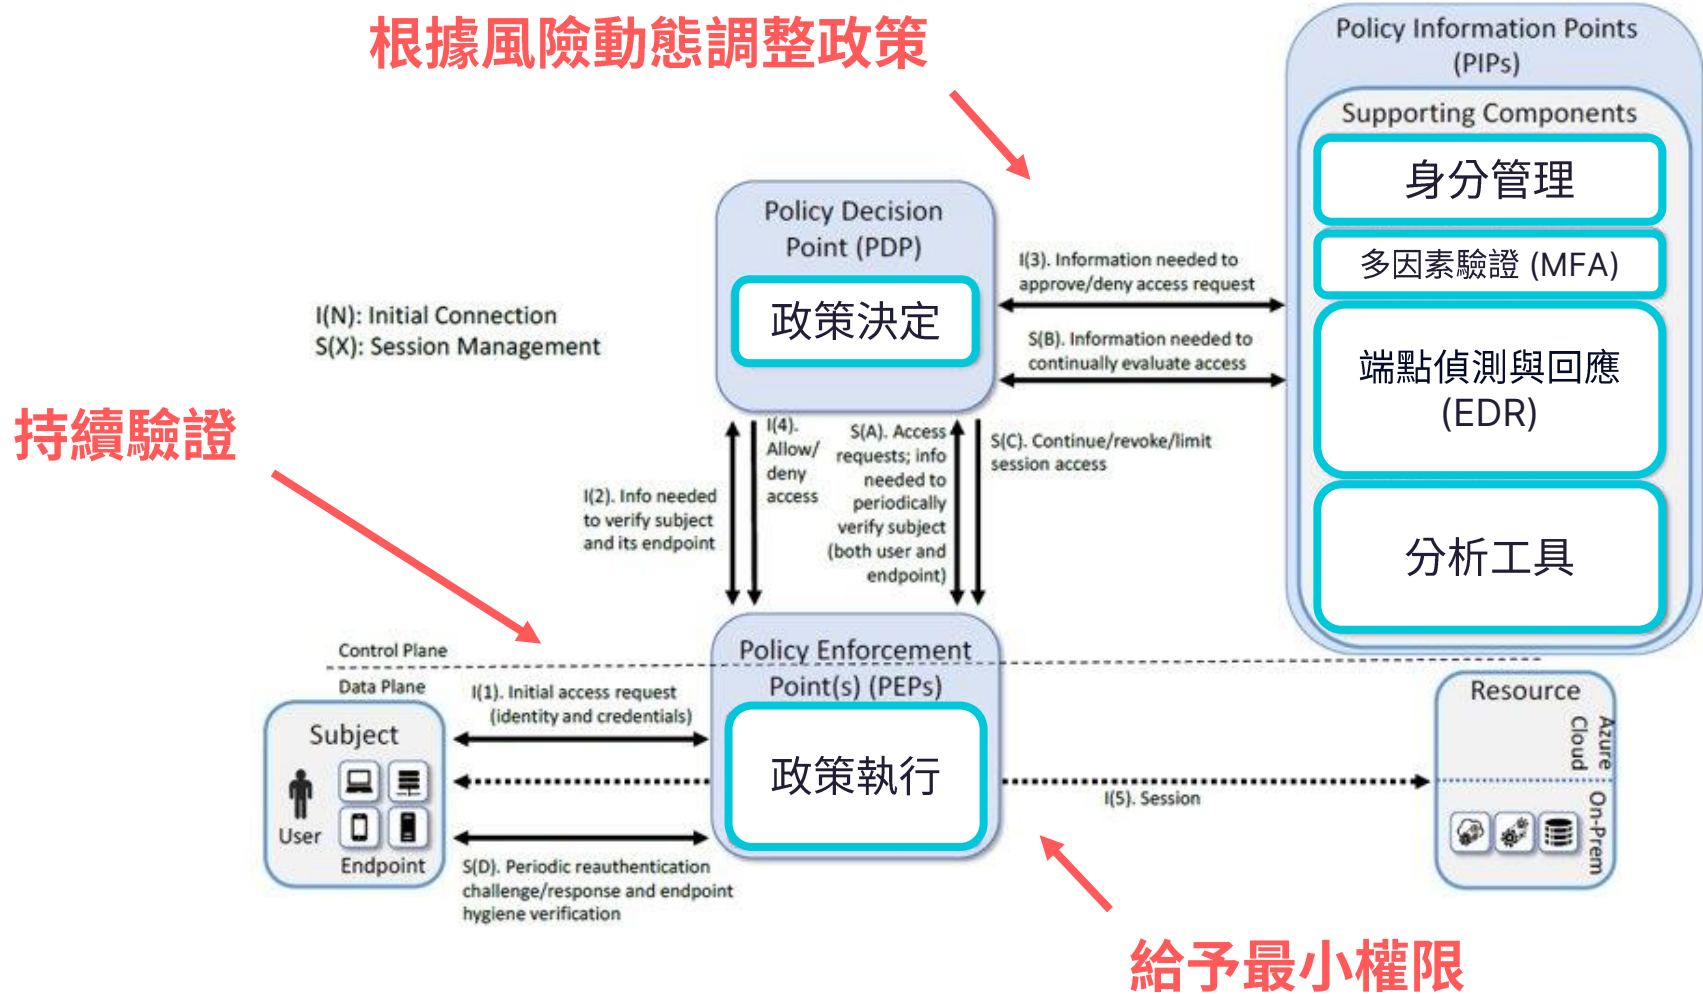 根據風險動態調整政策
Policy Information Points
(PIPs)
Supporting Components
身分管理
多因素驗證 (MFA)
端點偵測與回應
(EDR)
分析工具
Policy Decision
Point (PDP)
政策決定
I(3). Information needed to
approve/deny access request
S(B). Information needed to
continually evaluate access
I(N): Initial Connection
S(X): Session Management
持續驗證
I(2). Info needed
to verify subject
and its endpoint
I(4).
Allow/
deny
access
S(A). Access
requests; info
needed to
periodically
verify subject
(both user and
endpoint)
S(C). Continue/revoke/limit
session access
Control Plane
Data Plane
Policy Enforcement
Point(s) (PEPs)
政策執行
I(1). Initial access request
(identity and credentials)
Subject
User
Endpoint
S(D). Periodic reauthentication
challenge/response and endpoint
hygiene verification
I(5). Session
Resource
Azure
Cloud
On-Prem
給予最小權限